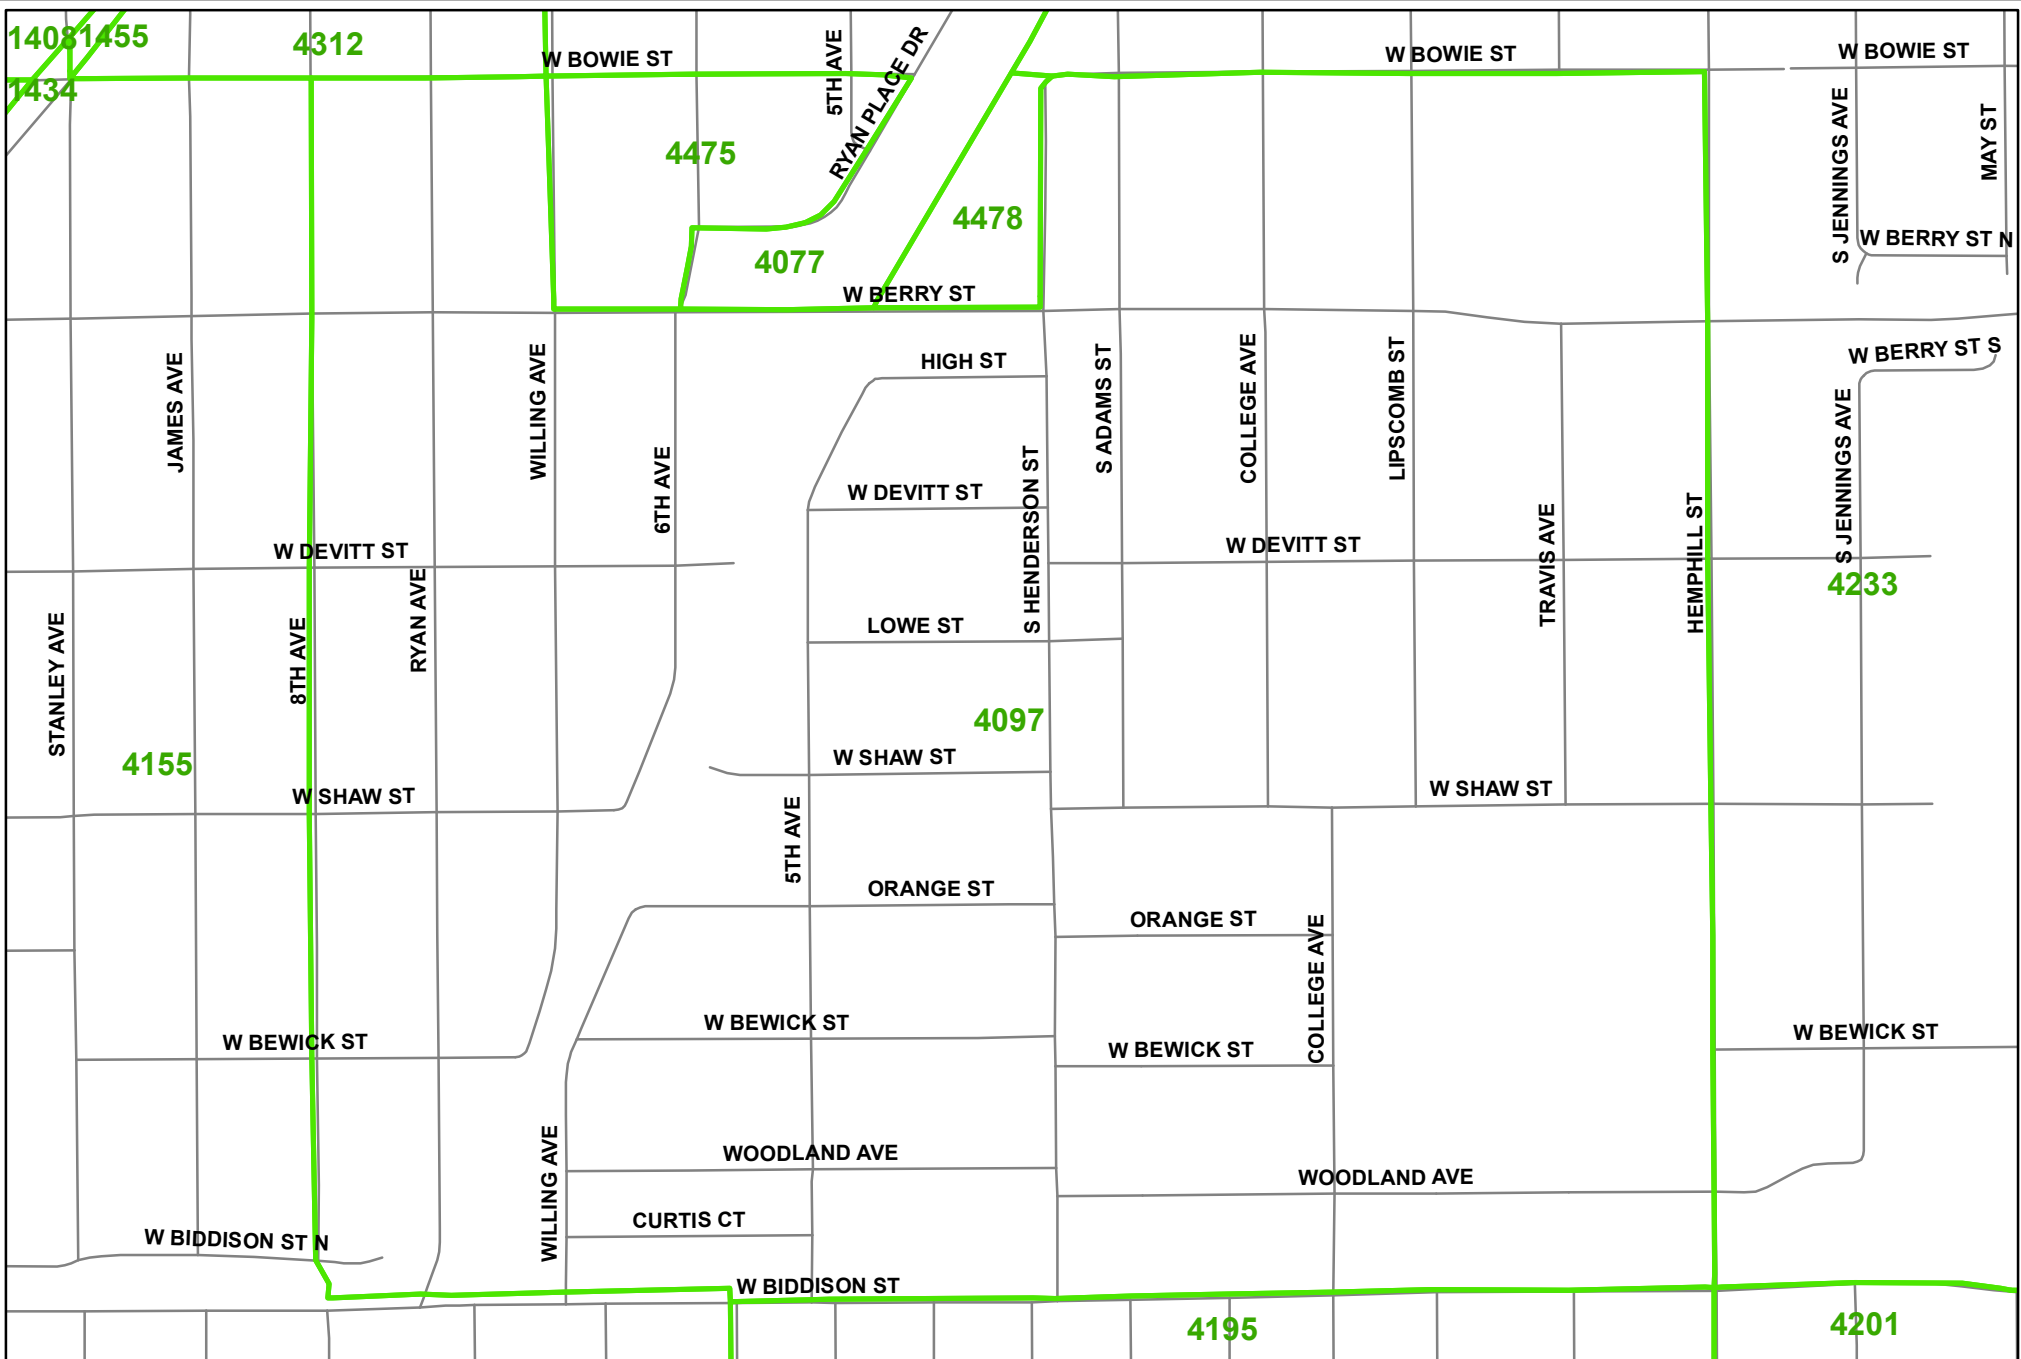 1408
1455
4312
W BOWIE ST
5TH AVE
RYAN PLACE DR
W BOWIE ST
W BOWIE ST
1434
4475
S JENNINGS AVE
MAY ST
4478
4077
W BERRY ST N
W BERRY ST
JAMES AVE
WILLING AVE
HIGH ST
S ADAMS ST
COLLEGE AVE
LIPSCOMB ST
W BERRY ST S
6TH AVE
W DEVITT ST
S HENDERSON ST
S JENNINGS AVE
W DEVITT ST
W DEVITT ST
TRAVIS AVE
HEMPHILL ST
4233
STANLEY AVE
8TH AVE
RYAN AVE
LOWE ST
4097
4155
W SHAW ST
W SHAW ST
W SHAW ST
5TH AVE
ORANGE ST
ORANGE ST
COLLEGE AVE
W BEWICK ST
W BEWICK ST
W BEWICK ST
W BEWICK ST
WILLING AVE
WOODLAND AVE
WOODLAND AVE
CURTIS CT
W BIDDISON ST N
W BIDDISON ST
4195
4201